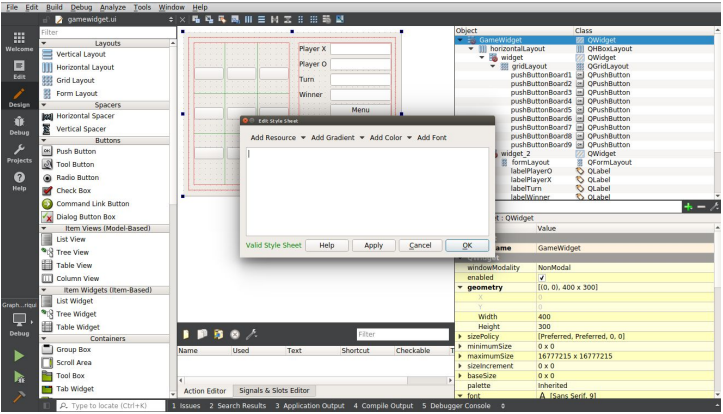 File Edit Build Debug Analyze Tools Window Help
gamewidget.ui
Filter
Layouts
Vertical Layout
Horizontal Layout
Grid Layout
Form Layout
Spacers
Horizontal Spacer
Vertical Spacer
Buttons
OK Push Button
Tool Button
Radio Button
Check Box
Command Link Button
Dialog Button Box
Item Views (Model-Based)
List View
Tree View
Table View
Column View
Item Widgets (Item-Based)
List Widget
Tree Widget
Table Widget
Containers
Group Box
Scroll Area
Tool Box
Tab Widget
Welcome
Edit
Design
Debug
Projects
Help
Graph...riqui
Debug
Player X
Player O
Turn
Winner
Menu
Edit Style Sheet
Add Resource Add Gradient Add Color Add Font
Valid Style Sheet Help Apply Cancel OK
Filter
Name Used Text Shortcut Checkable T
Action Editor Signals & Slots Editor
Object Class
GameWidget QWidget
horizontalLayout QHBoxLayout
widget QWidget
gridLayout QGridLayout
pushButtonBoard1 QPushButton
pushButtonBoard2 QPushButton
pushButtonBoard3 QPushButton
pushButtonBoard4 QPushButton
pushButtonBoard5 QPushButton
pushButtonBoard6 QPushButton
pushButtonBoard7 QPushButton
pushButtonBoard8 QPushButton
pushButtonBoard9 QPushButton
widget_2 QWidget
formLayout QFormLayout
labelPlayerO QLabel
labelPlayerX QLabel
labelTurn QLabel
labelWinner QLabel
: QWidget
Value
ame GameWidget
windowModality NonModal
enabled
geometry [(0, 0), 400 x 300]
X 0
Y 0
Width 400
Height 300
sizePolicy [Preferred, Preferred, 0, 0]
minimumSize 0 x 0
maximumSize 16777215 x 16777215
sizeIncrement 0 x 0
baseSize 0 x 0
palette Inherited
font A [Sans Serif, 9]
Type to locate (Ctrl+K) 1 Issues 2 Search Results 3 Application Output 4 Compile Output 5 Debugger Console